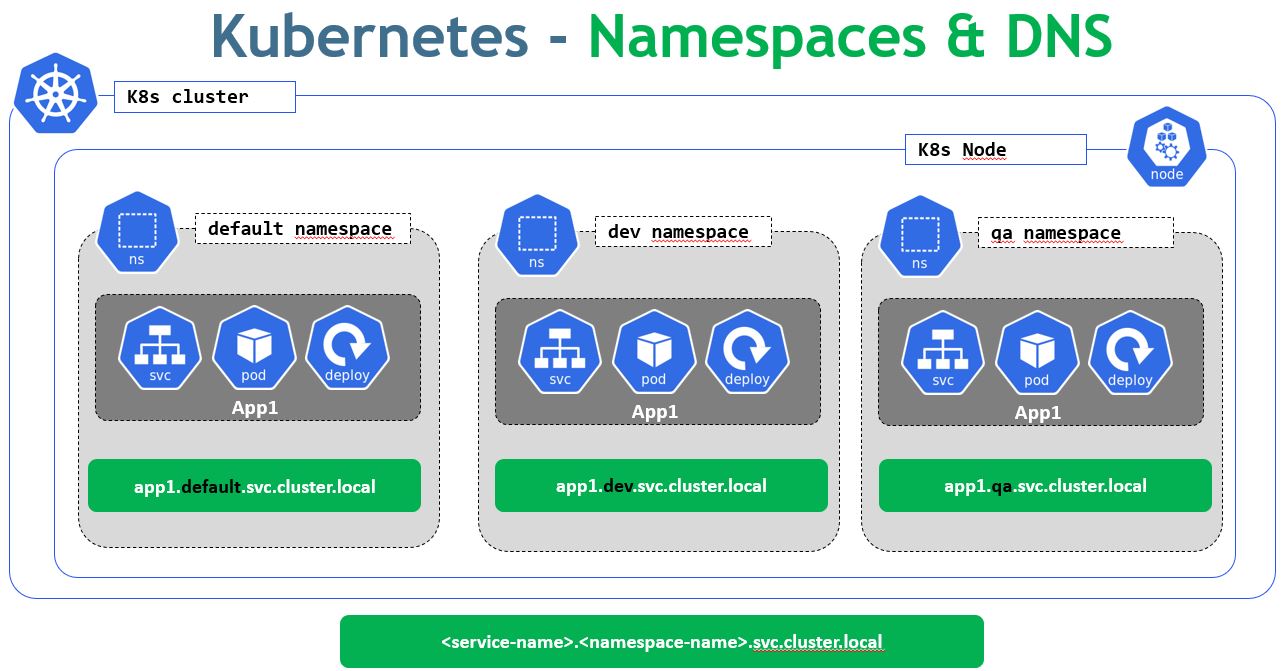 Kubernetes - Namespaces & DNS
K8s cluster
K8s Node
node
default namespace
ns
svc
pod
deploy
App1
app1.default.svc.cluster.local
dev namespace
ns
svc
pod
deploy
App1
app1.dev.svc.cluster.local
qa namespace
ns
svc
pod
deploy
App1
app1.qa.svc.cluster.local
<service-name>.<namespace-name>.svc.cluster.local